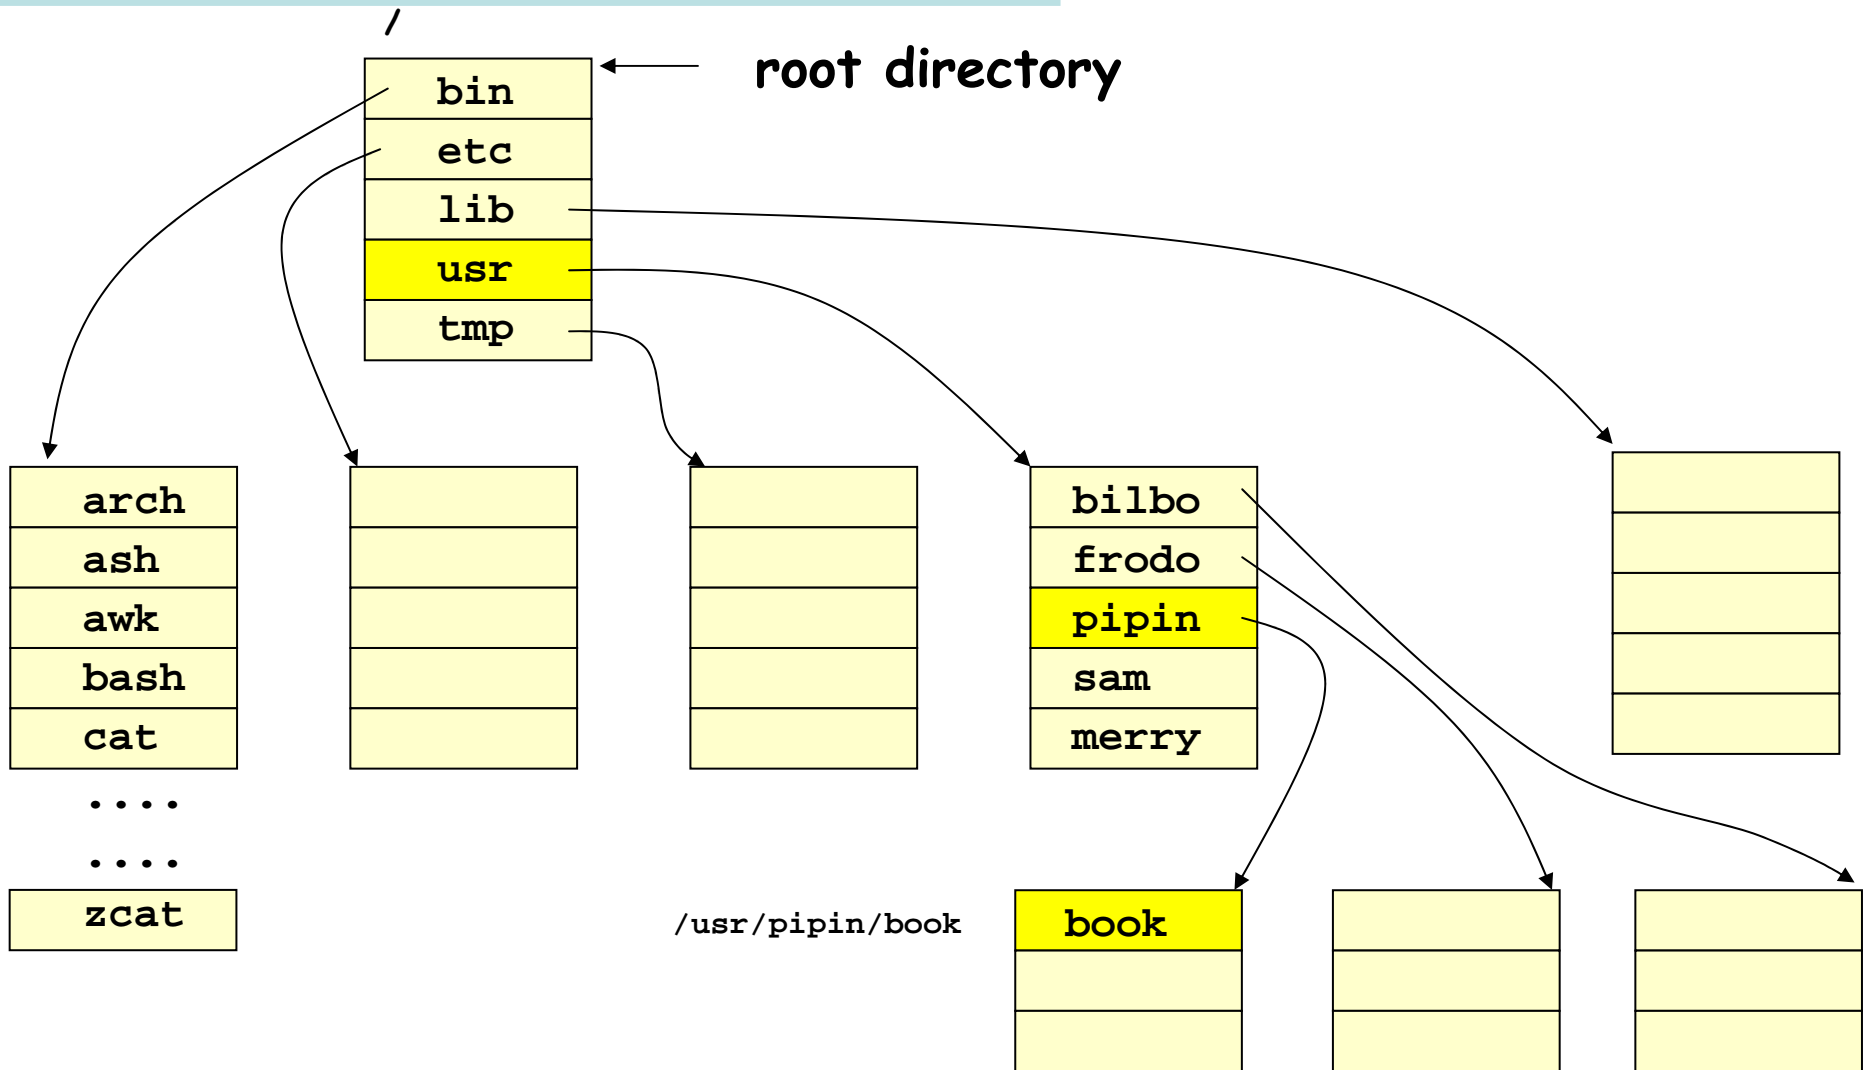 /
root directory
bin
etc
lib
usr
tmp
arch
ash
awk
bash
cat
....
....
zcat
bilbo
frodo
pipin
sam
merry
/usr/pipin/book
book